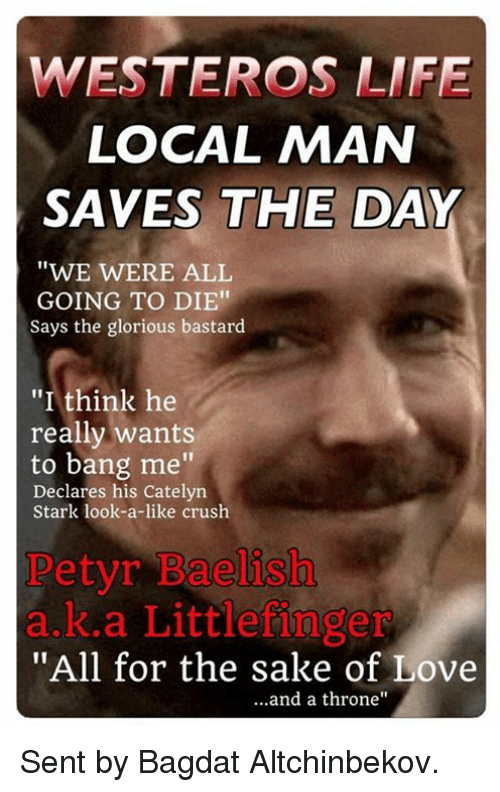 WESTEROS LIFE
LOCAL MAN
SAVES THE DAY
"WE WERE ALL
GOING TO DIE"
Says the glorious bastard
"I think he
really wants
to bang me"
Declares his Catelyn
Stark look-a-like crush
Petyr Baelish
a.k.a Littlefinger
"All for the sake of Love
...and a throne"
Sent by Bagdat Altchinbekov.